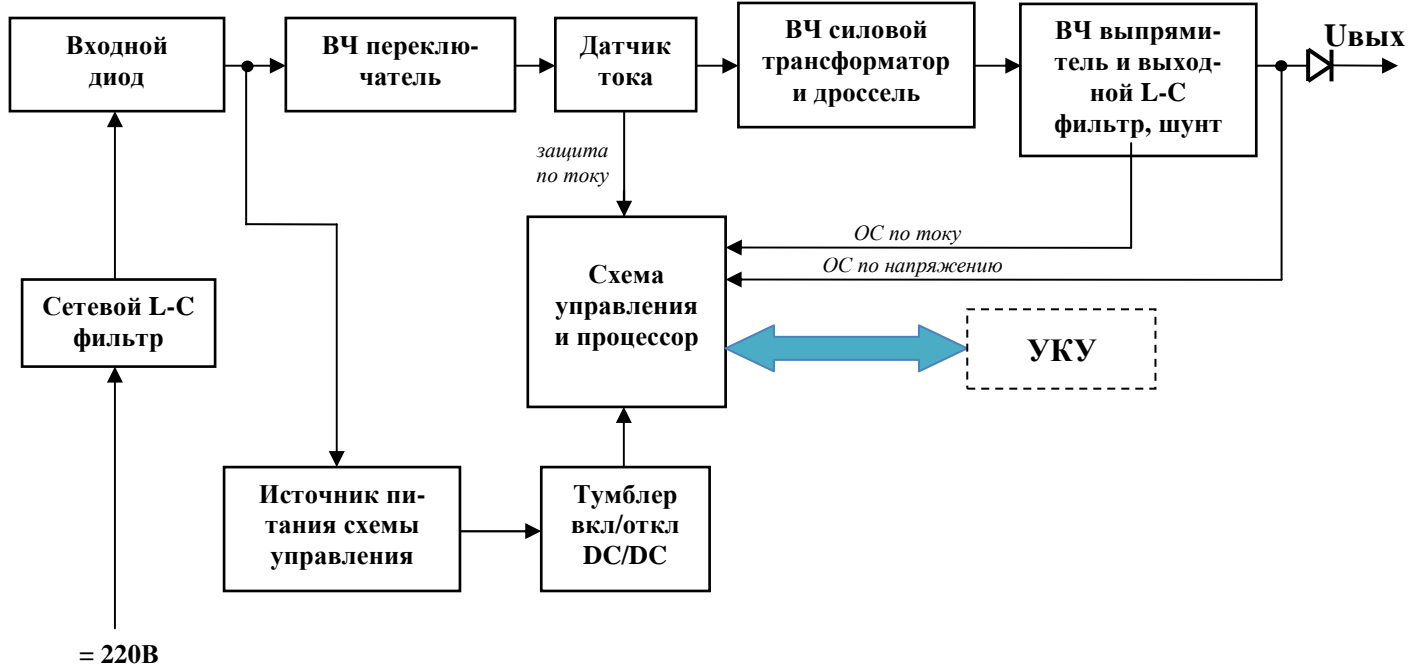 Входной
диод
ВЧ переклю-
чатель
Датчик
тока
ВЧ силовой
трансформатор
и дроссель
ВЧ выпрями-
тель и выход-
ной L-C
фильтр, шунт
Uвых
защита
по току
ОС по току
ОС по напряжению
Схема
управления
и процессор
УКУ
Сетевой L-C
фильтр
Источник пи-
тания схемы
управления
Тумблер
вкл/откл
DC/DC
= 220В